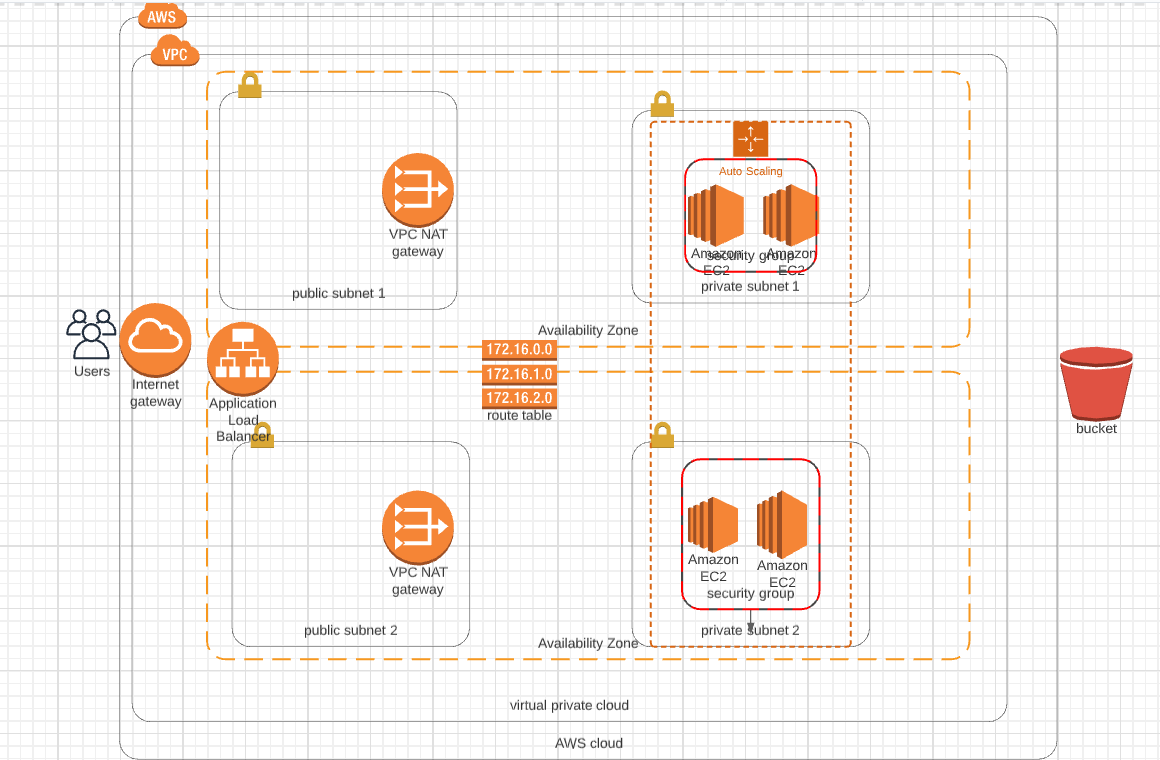 AWS
VPC
Auto Scaling
VPC NAT
gateway
Amazon
EC2
Amazon
EC2
security group
private subnet 1
public subnet 1
Availability Zone
172.16.0.0
172.16.1.0
172.16.2.0
route table
Users
Internet
gateway
Application
Load
Balancer
bucket
VPC NAT
gateway
Amazon
EC2
Amazon
EC2
security group
public subnet 2
private subnet 2
Availability Zone
virtual private cloud
AWS cloud